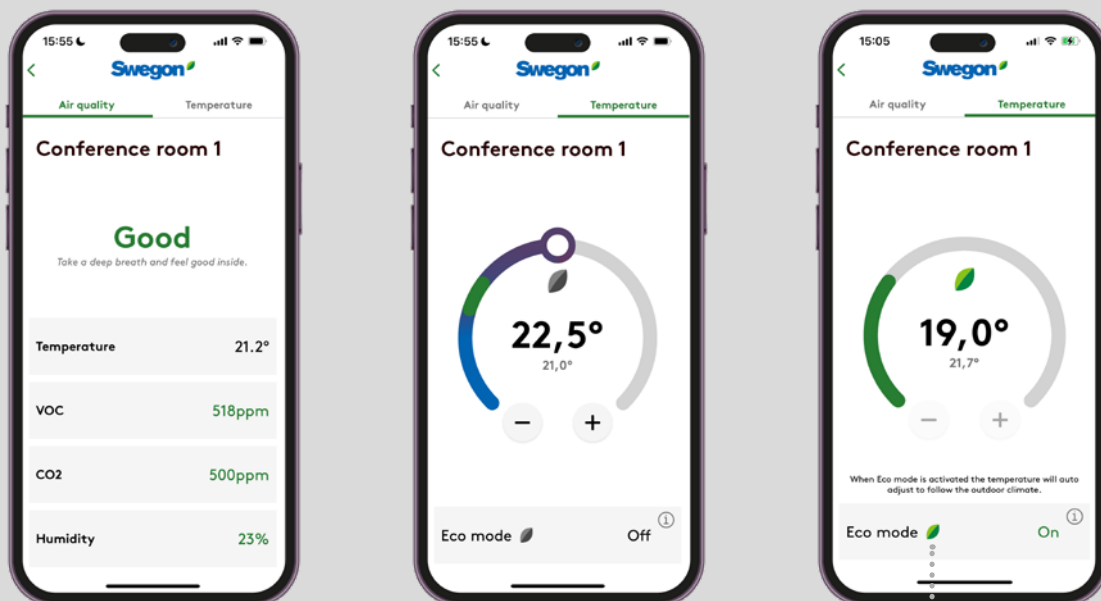 15:55
Swegon
Air quality
Temperature
Conference room 1
Good
Take a deep breath and feel good inside.
Temperature
21.2°
VOC
518ppm
CO2
500ppm
Humidity
23%
15:55
Swegon
Air quality
Temperature
Conference room 1
22,5°
21,0°
−
+
Eco mode
Off
i
15:05
Swegon
Air quality
Temperature
Conference room 1
19,0°
21,7°
−
+
When Eco mode is activated the temperature will auto
adjust to follow the outdoor climate.
Eco mode
On
i